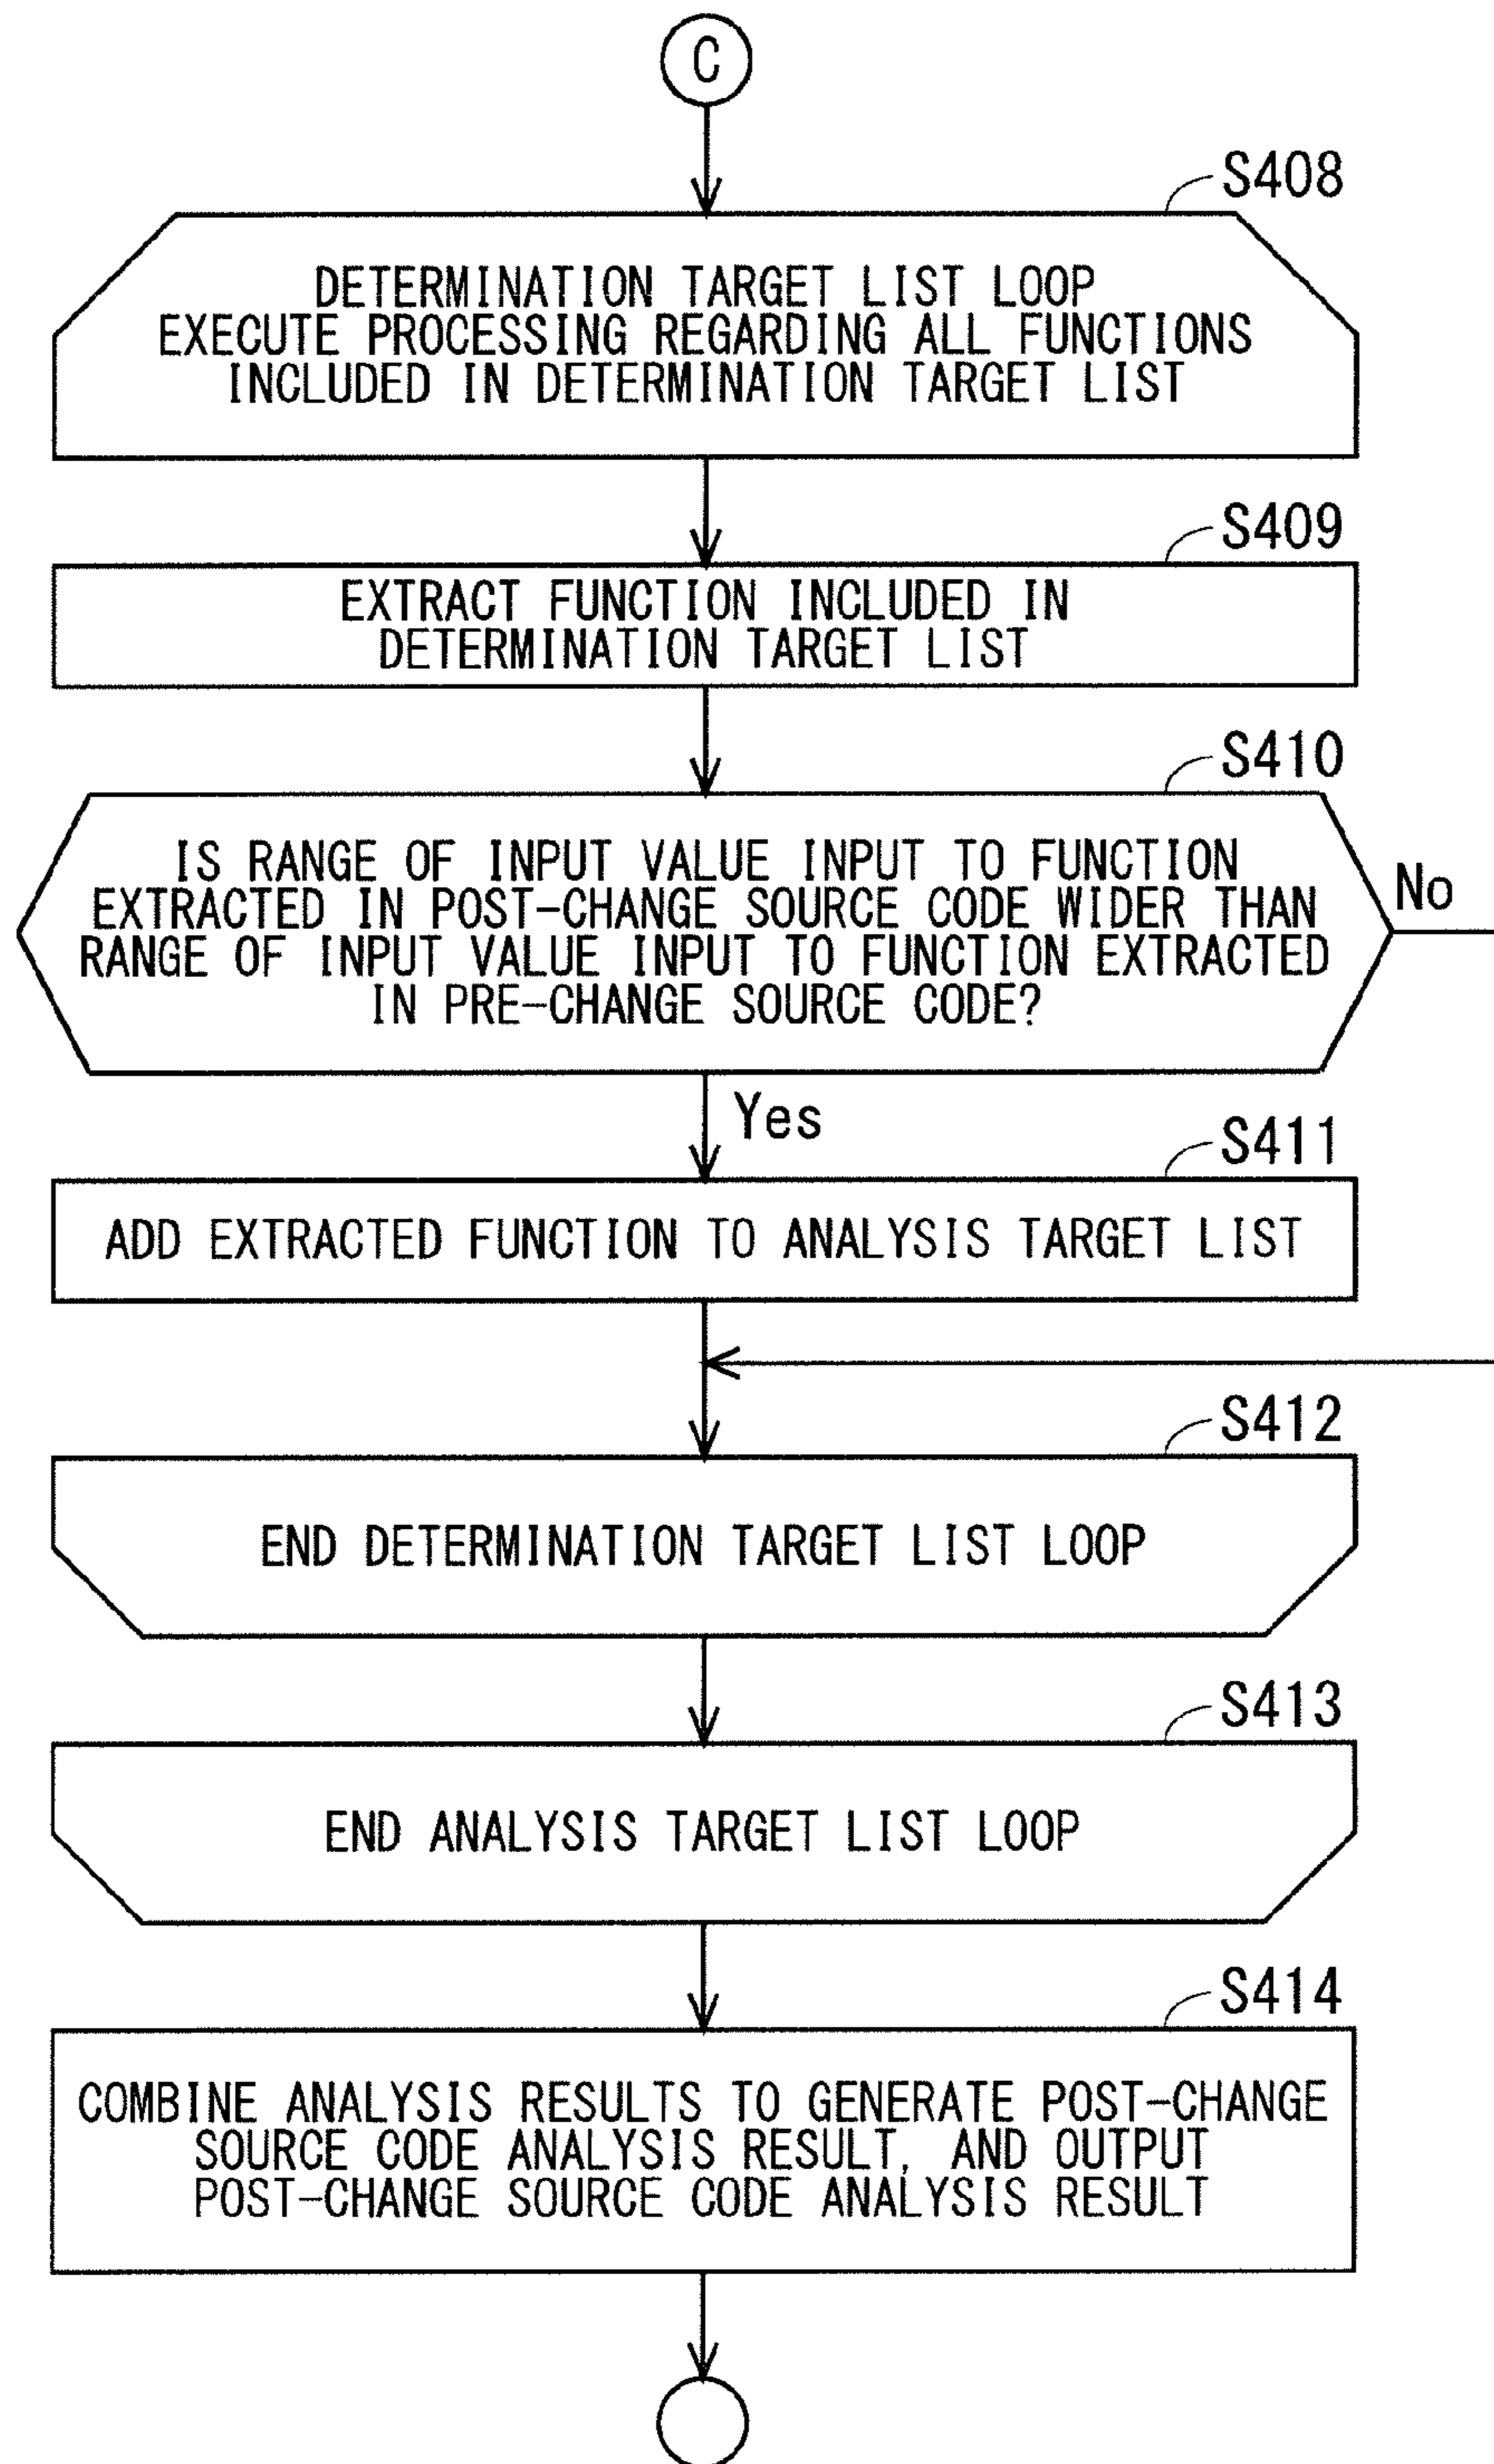 C
S408
DETERMINATION TARGET LIST LOOP
EXECUTE PROCESSING REGARDING ALL FUNCTIONS
INCLUDED IN DETERMINATION TARGET LIST
S409
EXTRACT FUNCTION INCLUDED IN
DETERMINATION TARGET LIST
S410
IS RANGE OF INPUT VALUE INPUT TO FUNCTION
EXTRACTED IN POST-CHANGE SOURCE CODE WIDER THAN
RANGE OF INPUT VALUE INPUT TO FUNCTION EXTRACTED
IN PRE-CHANGE SOURCE CODE?
No
Yes
S411
ADD EXTRACTED FUNCTION TO ANALYSIS TARGET LIST
S412
END DETERMINATION TARGET LIST LOOP
S413
END ANALYSIS TARGET LIST LOOP
S414
COMBINE ANALYSIS RESULTS TO GENERATE POST-CHANGE
SOURCE CODE ANALYSIS RESULT, AND OUTPUT
POST-CHANGE SOURCE CODE ANALYSIS RESULT